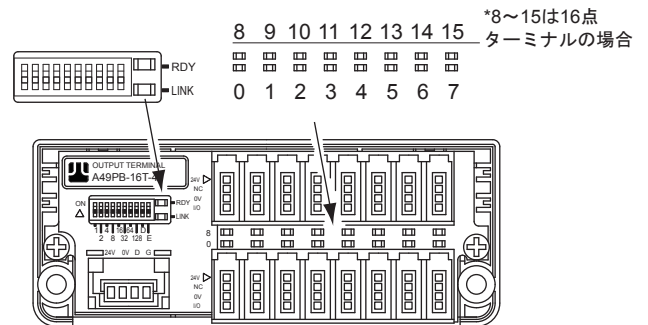 8 9 10 11 12 13 14 15
*8～15は16点
ターミナルの場合
RDY
LINK
0 1 2 3 4 5 6 7
OUTPUT TERMINAL
A49PB-16T-4
ON
RDY
LINK
1 4 16 64 D
2 8 32 128 E
24V 0V D G
24V
NC
0V
I/O
8
0
24V
NC
0V
I/O